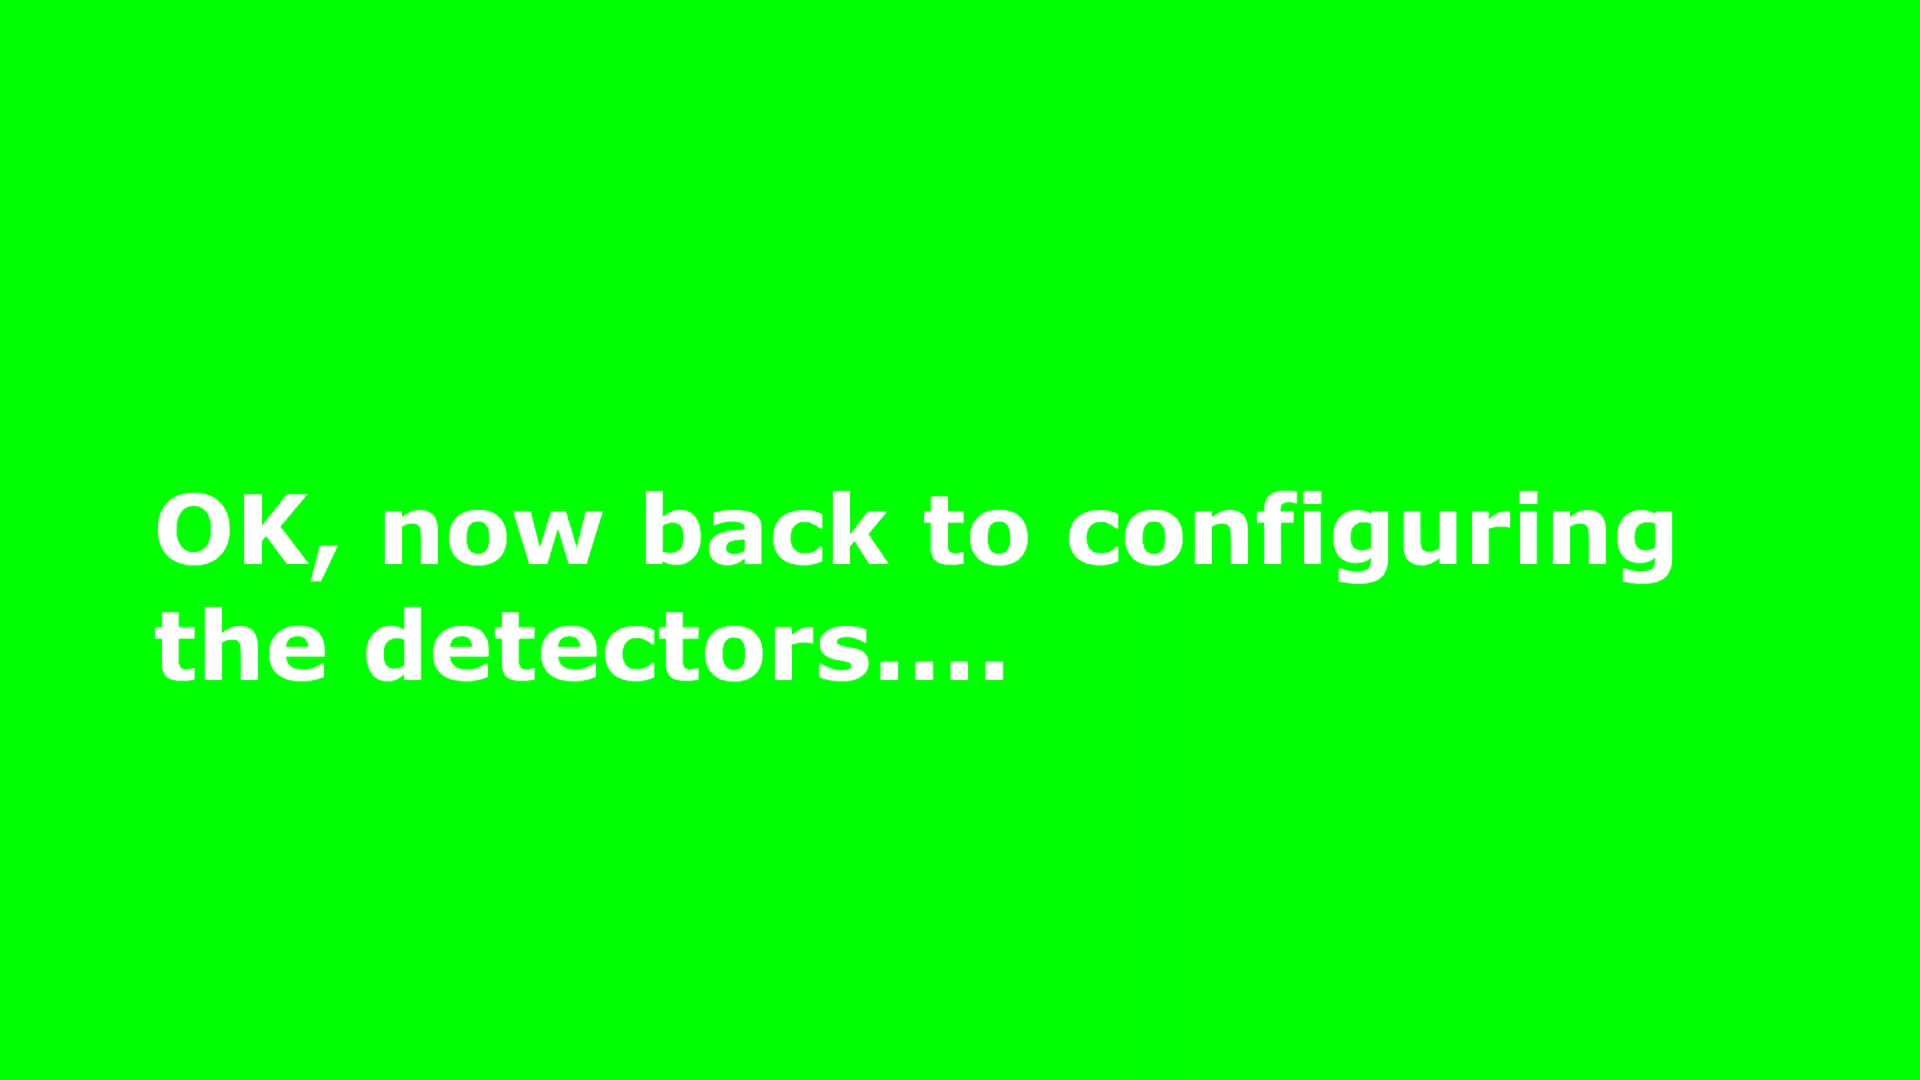 OK, now back to configuring
the detectors....